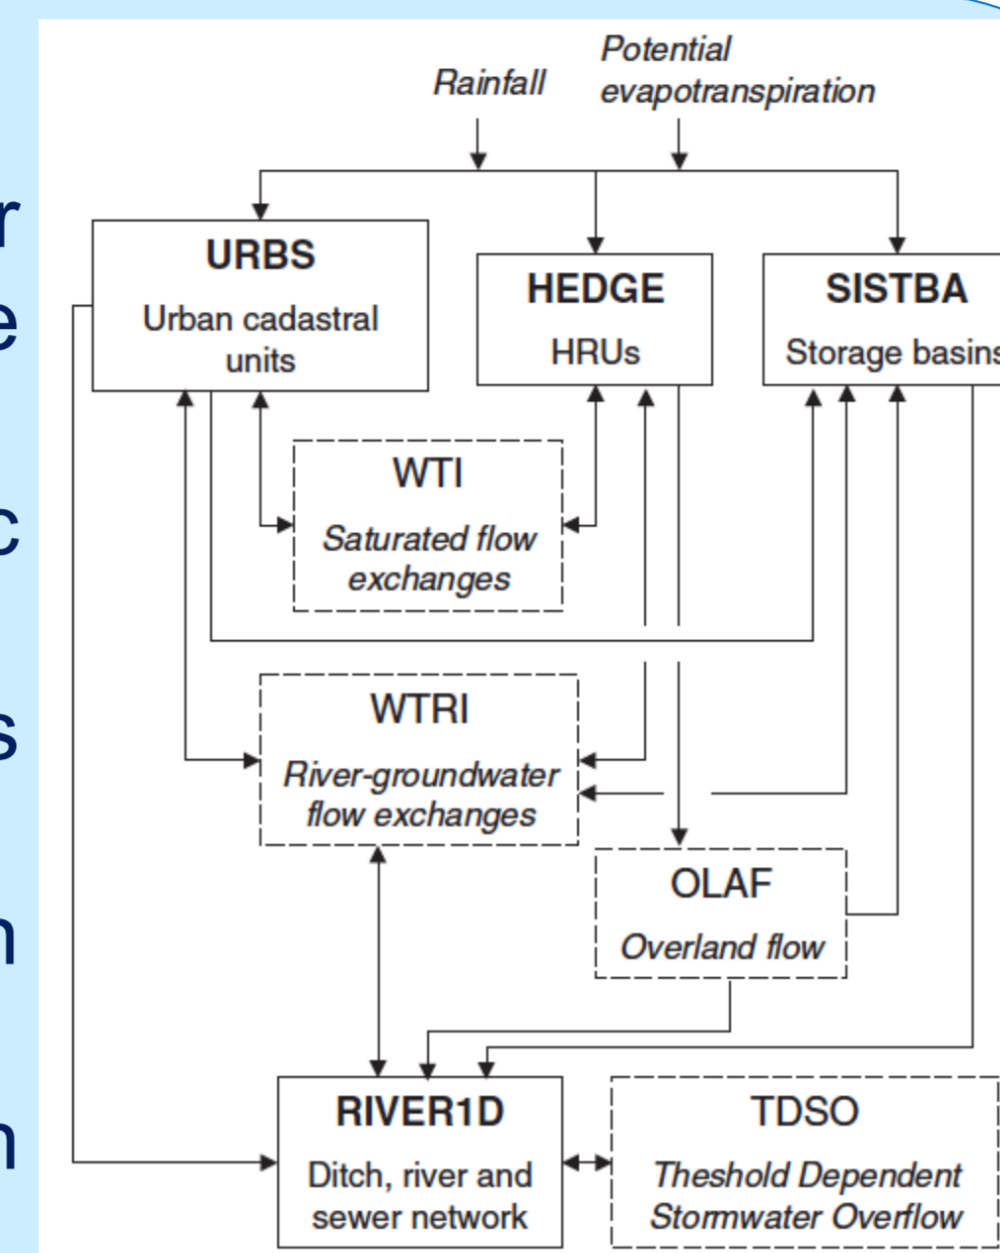 Rainfall
Potential
evapotranspiration
r
e
c
s
n
n
URBS
Urban cadastral
units
HEDGE
HRUs
SISTBA
Storage basins
WTI
Saturated flow
exchanges
WTRI
River-groundwater
flow exchanges
OLAF
Overland flow
RIVER1D
Ditch, river and
sewer network
TDSO
Theshold Dependent
Stormwater Overflow